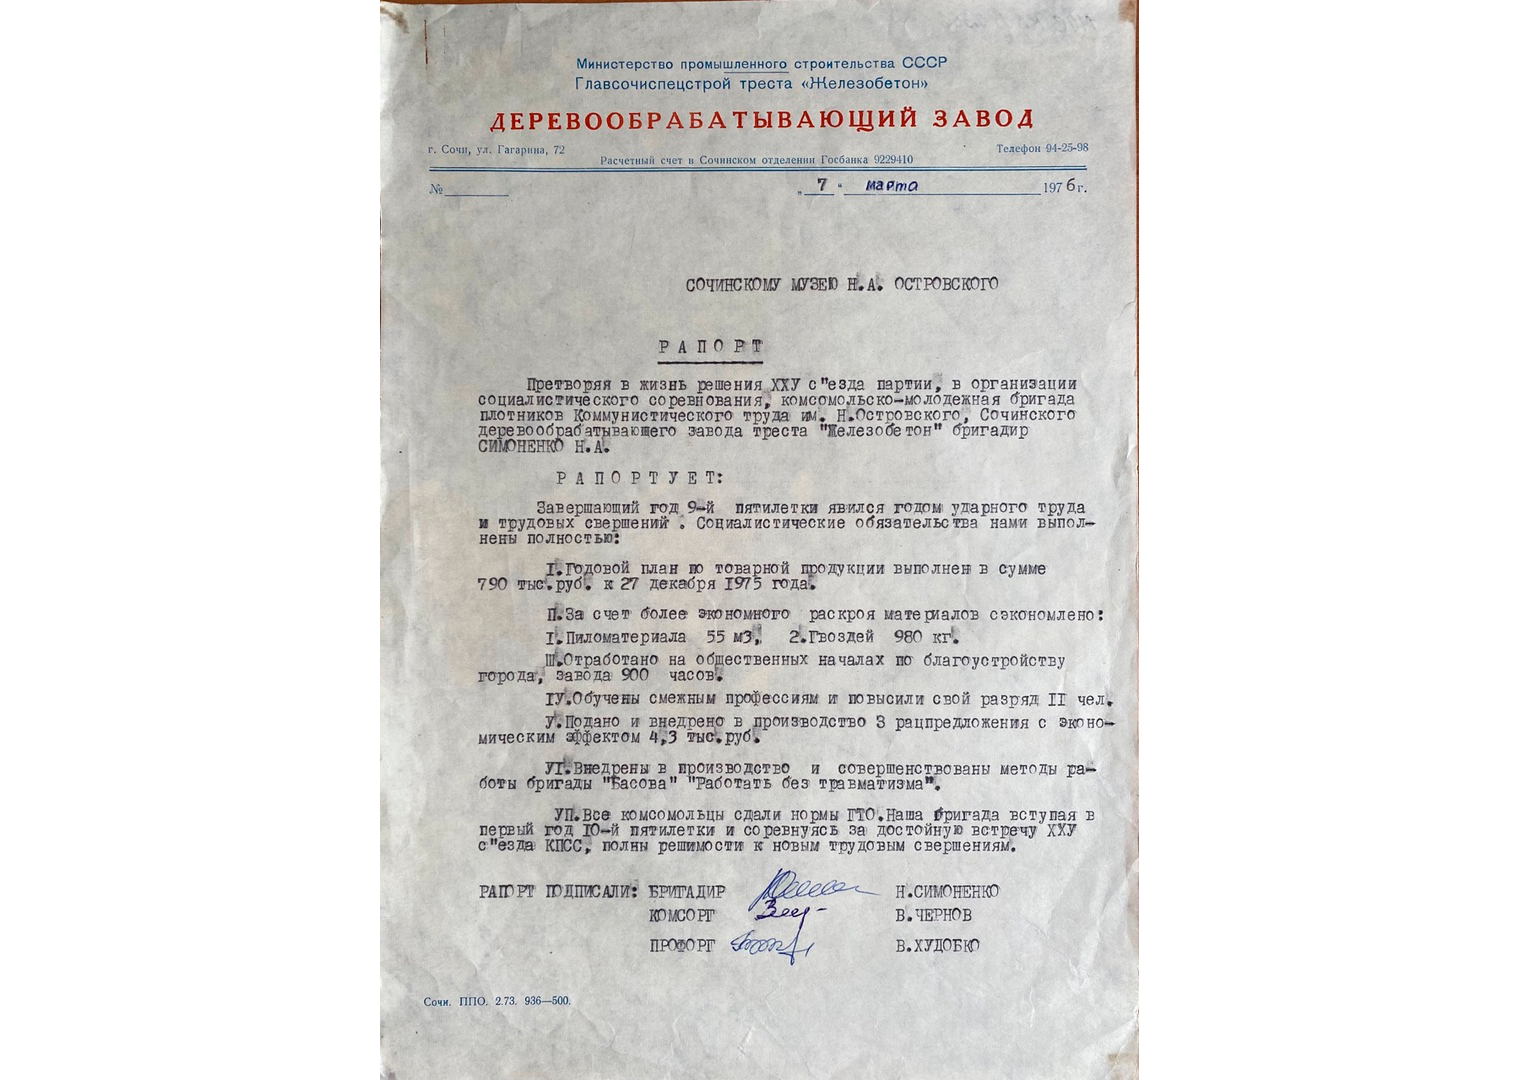 Министерство промышленного строительства СССР
Главсочиспецстрой треста «Железобетон»
ДЕРЕВООБРАБАТЫВАЮЩИЙ ЗАВОД
г. Сочи, ул. Гагарина, 72
Телефон 94-25-98
Расчетный счет в Сочинском отделении Госбанка 9229410
№ „ 7 " марта 1976 г.
СОЧИНСКОМУ МУЗЕЮ Н.А. ОСТРОВСКОГО
Р А П О Р Т
Претворяя в жизнь решения ХХУ с"езда партии, в организации
социалистического соревнования, комсомольско-молодежная бригада
плотников Коммунистического труда им. Н.Островского, Сочинского
деревообрабатывающего завода треста "Железобетон" бригадир
СИМОНЕНКО Н.А.
Р А П О Р Т У Е Т:
Завершающий год 9-й пятилетки явился годом ударного труда
и трудовых свершений . Социалистические обязательства нами выпол-
нены полностью:
I.Годовой план по товарной продукции выполнен в сумме
790 тыс.руб. к 27 декабря 1975 года.
П.За счет более экономного раскроя материалов сэкономлено:
I.Пиломатериала 55 м3, 2.Гвоздей 980 кг.
Ш.Отработано на общественных началах по благоустройству
города, завода 900 часов.
IУ.Обучены смежным профессиям и повысили свой разряд II чел.
У.Подано и внедрено в производство 3 рацпредложения с эконо-
мическим эффектом 4,3 тыс.руб.
УI.Внедрены в производство и совершенствованы методы ра-
боты бригады "Басова" "Работать без травматизма".
УП.Все комсомольцы сдали нормы ГТО.Наша бригада вступая в
первый год IO-й пятилетки и соревнуясь за достойную встречу ХХУ
с"езда КПСС, полны решимости к новым трудовым свершениям.
РАПОРТ ПОДПИСАЛИ: БРИГАДИР Н.СИМОНЕНКО
КОМСОРГ В.ЧЕРНОВ
ПРОФОРГ В.ХУДОБКО
Сочи. ППО. 2.73. 936—500.